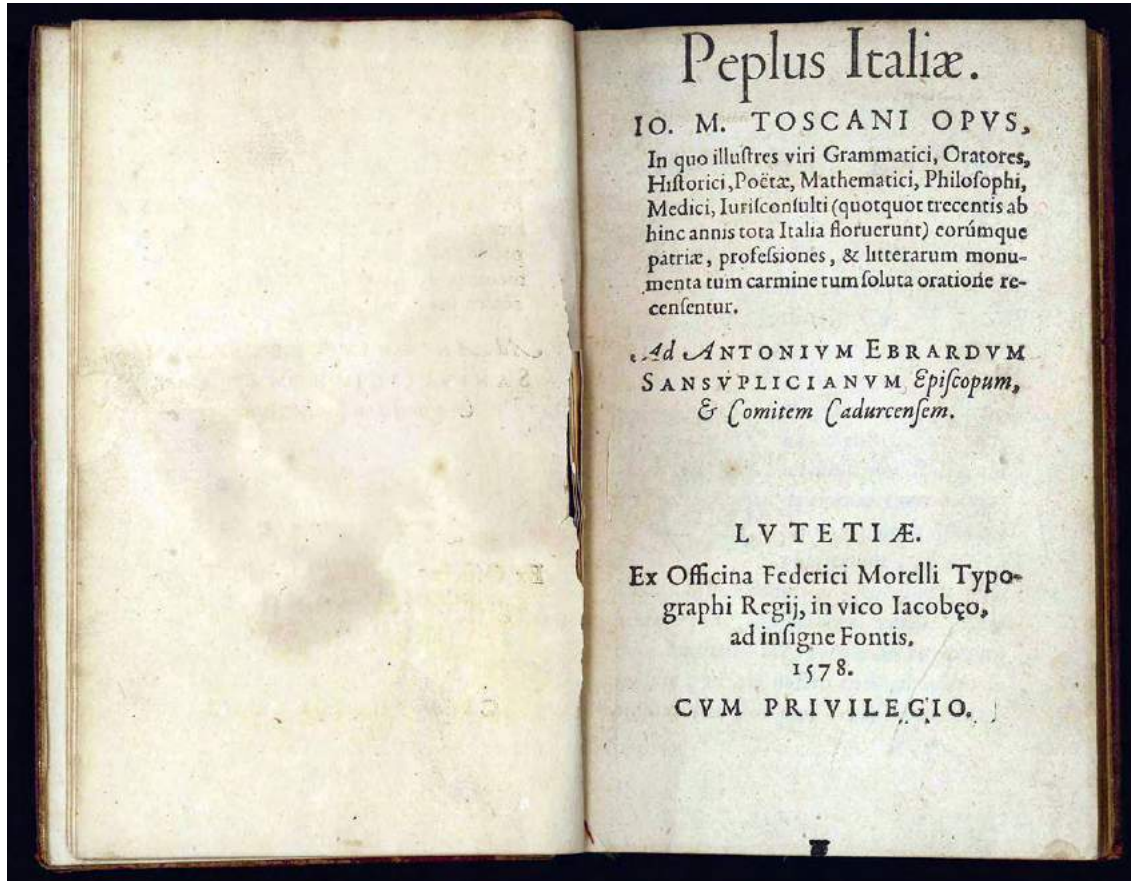 Peplus Italiæ.
IO. M. TOSCANI OPVS,
In quo illuſtres viri Grammatici, Oratores,
Hiſtorici, Poëtæ, Mathematici, Philoſophi,
Medici, Iuriſconſulti (quotquot trecentis ab
hinc annis tota Italia floruerunt) eorúmque
patriæ, profeſsiones, & litterarum monu-
menta tum carmine tum ſoluta oratione re-
cenſentur.
Ad ANTONIVM EBRARDVM
SANSVPLICIANVM Epiſcopum,
& Comitem Cadurcenſem.
LVTETIÆ.
Ex Officina Federici Morelli Typo-
graphi Regij, in vico Iacobęo,
ad inſigne Fontis.
1578.
CVM PRIVILEGIO.